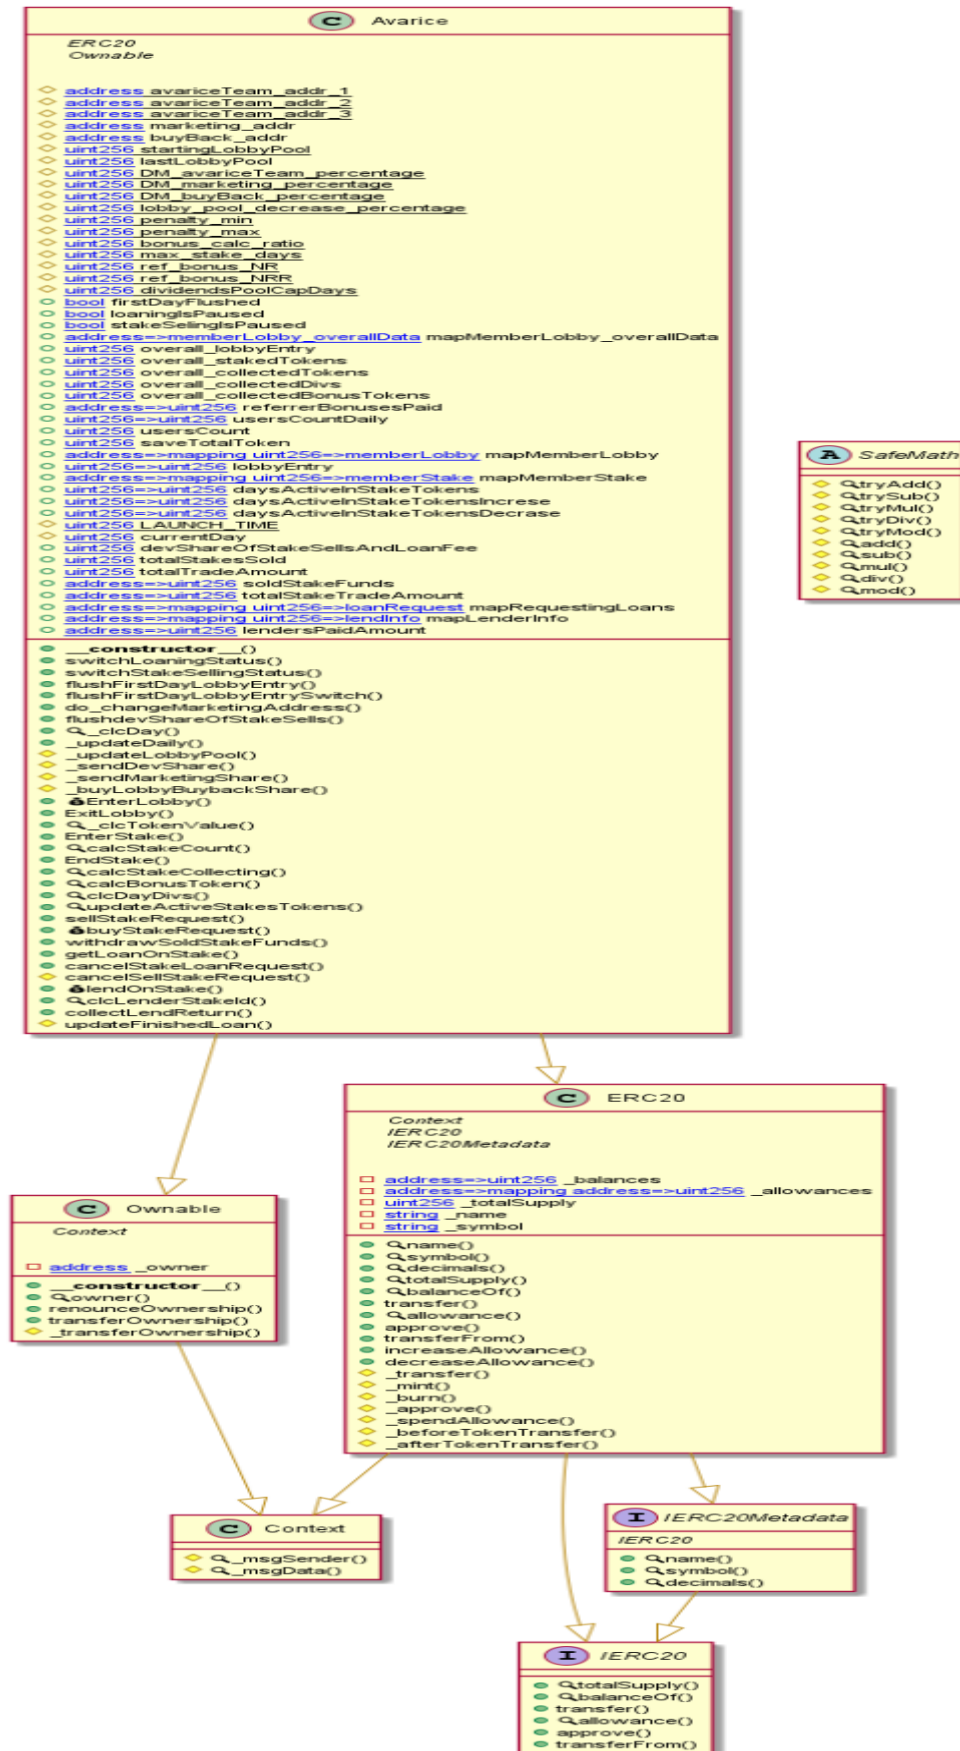 C Avarice
ERC20
Ownable
address avariceTeam_addr_1
address avariceTeam_addr_2
address avariceTeam_addr_3
address marketing_addr
address buyBack_addr
uint256 startingLobbyPool
uint256 lastLobbyPool
uint256 DM_avariceTeam_percentage
uint256 DM_marketing_percentage
uint256 DM_buyBack_percentage
uint256 lobby_pool_decrease_percentage
uint256 penalty_min
uint256 penalty_max
uint256 bonus_calc_ratio
uint256 max_stake_days
uint256 ref_bonus_NR
uint256 ref_bonus_NRR
uint256 dividendsPoolCapDays
bool firstDayFlushed
bool loaningIsPaused
bool stakeSellingIsPaused
address=>memberLobby_overallData mapMemberLobby_overallData
uint256 overall_lobbyEntry
uint256 overall_stakedTokens
uint256 overall_collectedTokens
uint256 overall_collectedDivs
uint256 overall_collectedBonusTokens
address=>uint256 referrerBonusesPaid
uint256=>uint256 usersCountDaily
uint256 usersCount
uint256 saveTotalToken
address=>mapping uint256=>memberLobby mapMemberLobby
uint256=>uint256 lobbyEntry
address=>mapping uint256=>memberStake mapMemberStake
uint256=>uint256 daysActiveInStakeTokens
uint256=>uint256 daysActiveInStakeTokensIncrese
uint256=>uint256 daysActiveInStakeTokensDecrase
uint256 LAUNCH_TIME
uint256 currentDay
uint256 devShareOfStakeSellsAndLoanFee
uint256 totalStakesSold
uint256 totalTradeAmount
address=>uint256 soldStakeFunds
address=>uint256 totalStakeTradeAmount
address=>mapping uint256=>loanRequest mapRequestingLoans
address=>mapping uint256=>lendInfo mapLenderInfo
address=>uint256 lendersPaidAmount
__constructor__()
switchLoaningStatus()
switchStakeSellingStatus()
flushFirstDayLobbyEntry()
flushFirstDayLobbyEntrySwitch()
do_changeMarketingAddress()
flushdevShareOfStakeSells()
_clcDay()
_updateDaily()
_updateLobbyPool()
_sendDevShare()
_sendMarketingShare()
_buyLobbyBuybackShare()
EnterLobby()
ExitLobby()
_clcTokenValue()
EnterStake()
calcStakeCount()
EndStake()
calcStakeCollecting()
calcBonusToken()
clcDayDivs()
updateActiveStakesTokens()
sellStakeRequest()
buyStakeRequest()
withdrawSoldStakeFunds()
getLoanOnStake()
cancelStakeLoanRequest()
cancelSellStakeRequest()
lendOnStake()
clcLenderStakeId()
collectLendReturn()
updateFinishedLoan()
A SafeMath
tryAdd()
trySub()
tryMul()
tryDiv()
tryMod()
add()
sub()
mul()
div()
mod()
C ERC20
Context
IERC20
IERC20Metadata
address=>uint256 _balances
address=>mapping address=>uint256 _allowances
uint256 _totalSupply
string _name
string _symbol
name()
symbol()
decimals()
totalSupply()
balanceOf()
transfer()
allowance()
approve()
transferFrom()
increaseAllowance()
decreaseAllowance()
_transfer()
_mint()
_burn()
_approve()
_spendAllowance()
_beforeTokenTransfer()
_afterTokenTransfer()
C Ownable
Context
address _owner
__constructor__()
owner()
renounceOwnership()
transferOwnership()
_transferOwnership()
C Context
_msgSender()
_msgData()
I IERC20Metadata
IERC20
name()
symbol()
decimals()
I IERC20
totalSupply()
balanceOf()
transfer()
allowance()
approve()
transferFrom()